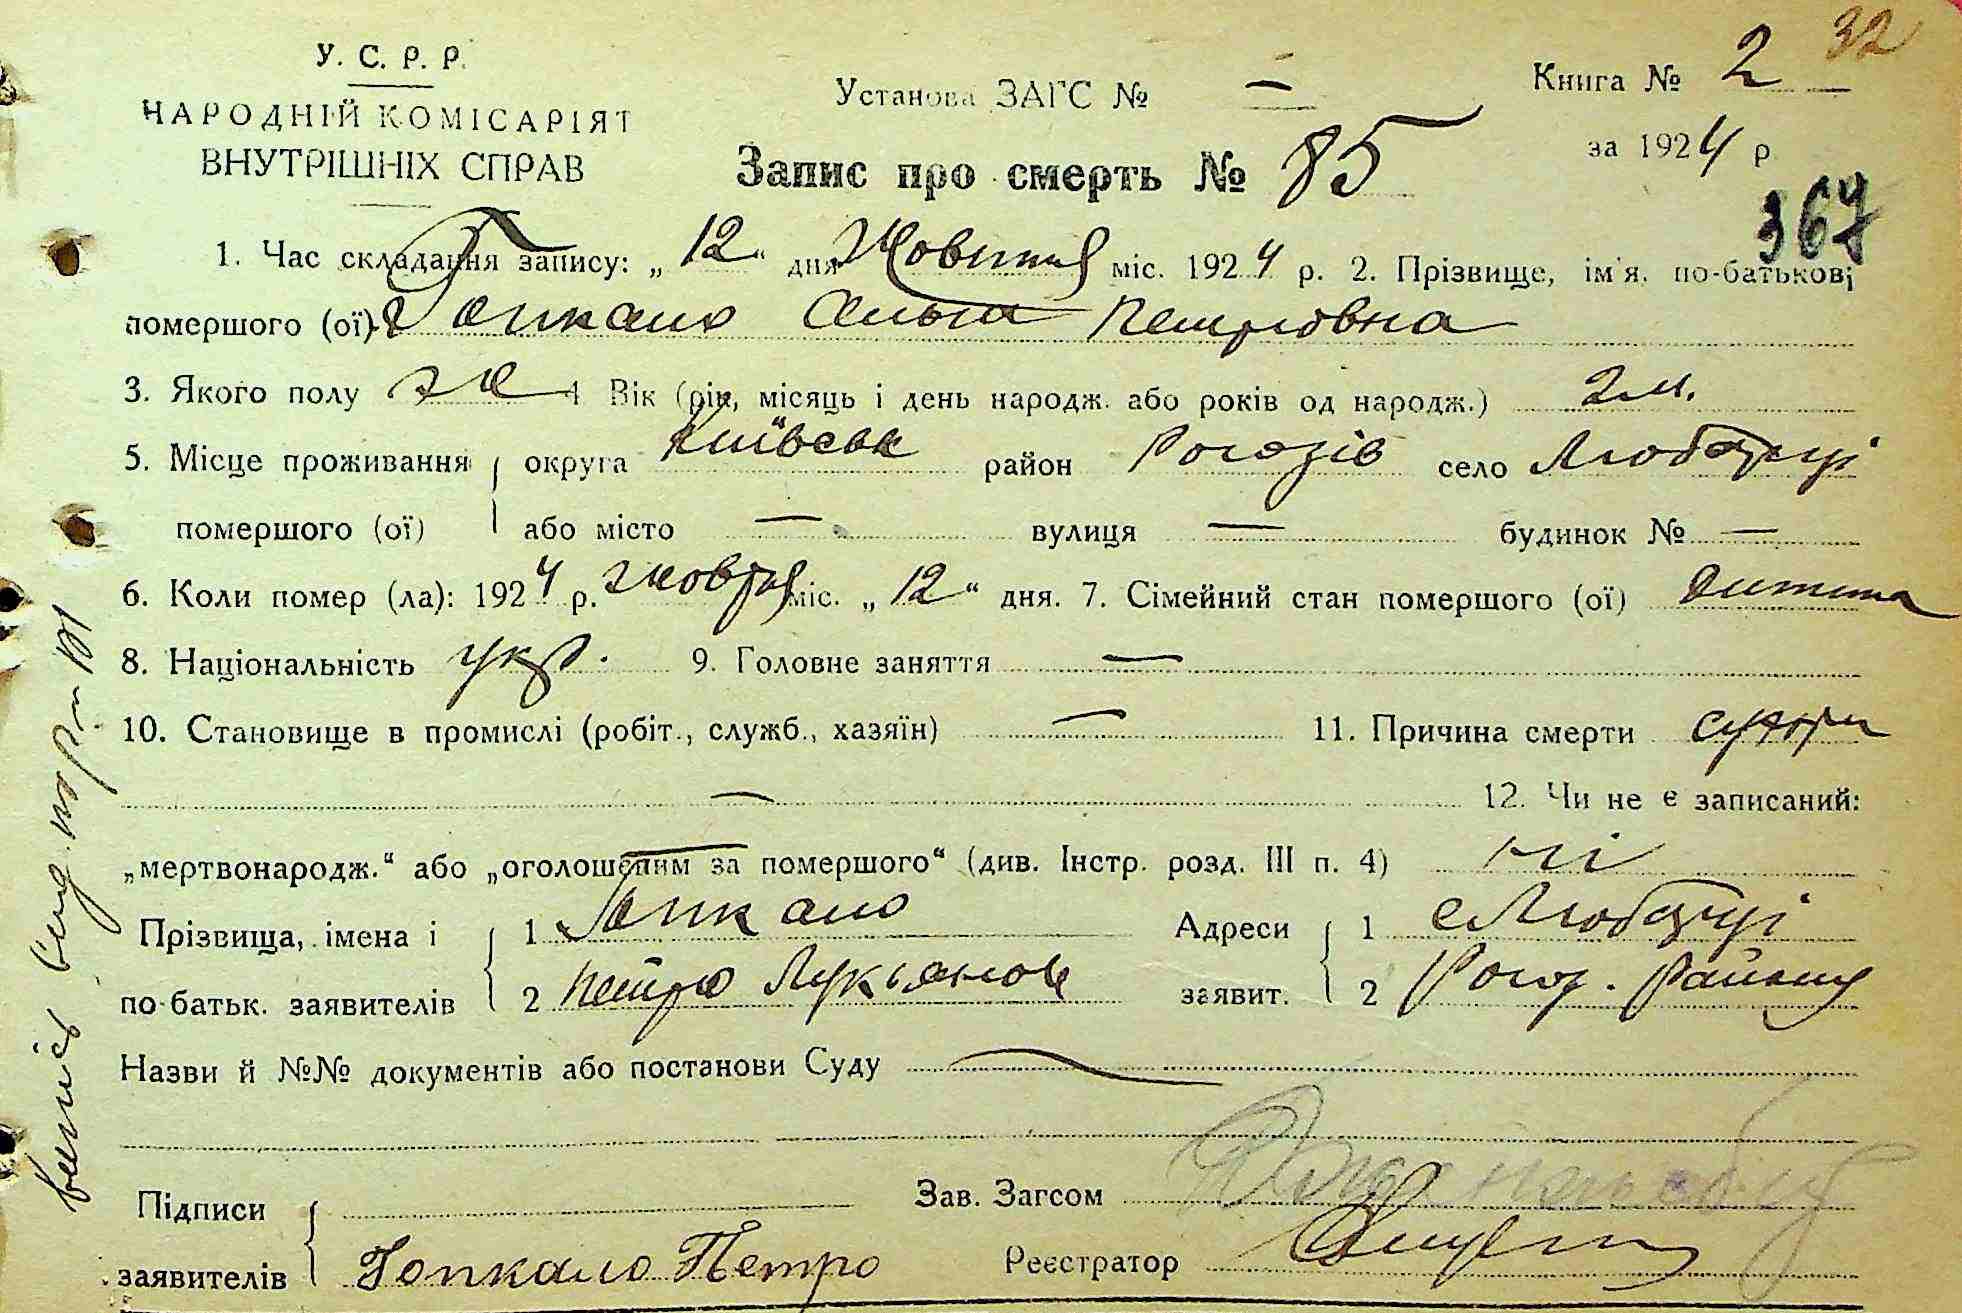 32
У. С. Р. Р.
НАРОДНІЙ КОМІСАРІЯТ
ВНУТРІШНІХ СПРАВ
Установа ЗАГС № —
Книга № 2
за 1924 р
Запис про смерть № 85
367
1. Час складання запису: „ 12 “ дня Жовтня міс. 1924 р. 2. Прізвище, ім'я, по-батькові
помершого (ої) Гопкало Петровна
3. Якого полу ж 4 Вік (рік, місяць і день народж. або років од народж.) 2 м.
5. Місце проживання округа Київськ район Рогозів село Любарці
помершого (ої) або місто — вулиця — будинок № —
6. Коли помер (ла): 1924 р. жовтня міс. „ 12 “ дня. 7. Сімейний стан помершого (ої) дитина
8. Національність укр. 9. Головне заняття —
10. Становище в промислі (робіт., служб., хазяїн) — 11. Причина смерти
— 12. Чи не є записаний:
„мертвонародж.“ або „оголошеним за помершого“ (див. Інстр. розд. III п. 4) ні
Прізвища, імена і 1 Гопкало Адреси 1 с Любарці
по-батьк. заявителів 2 Петро Лукьянов заявит. 2 Рогоз. району
Назви й №№ документів або постанови Суду —
Підписи Зав. Загсом
заявителів Гопкало Петро Реєстратор